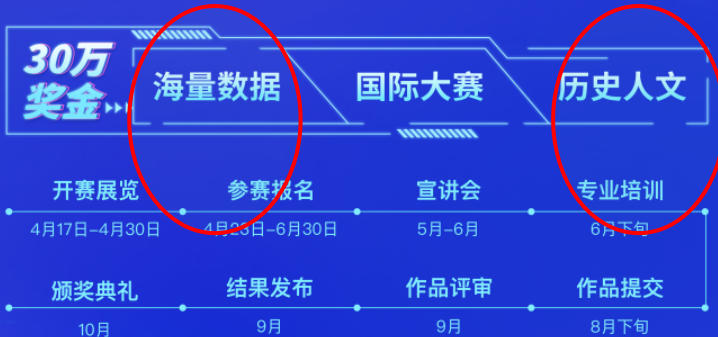 30万
奖金
海量数据
国际大赛
历史人文
开赛展览
参赛报名
宣讲会
专业培训
4月17日-4月30日
4月23日-6月30日
5月-6月
6月下旬
颁奖典礼
结果发布
作品评审
作品提交
10月
9月
9月
8月下旬